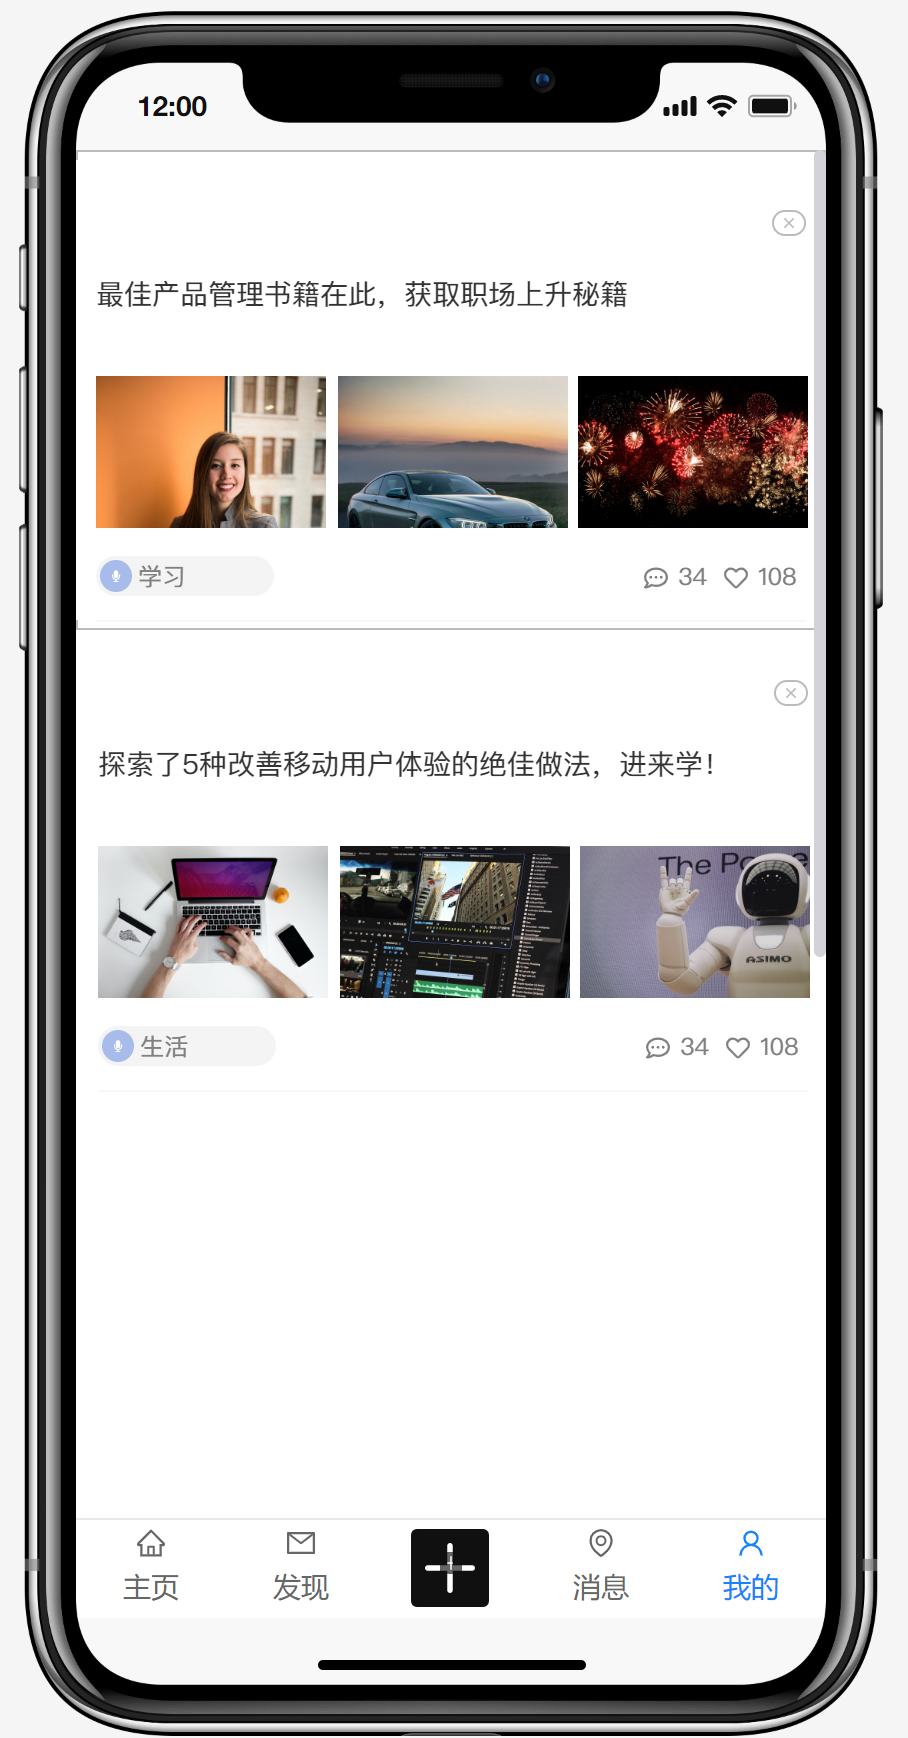 12:00
最佳产品管理书籍在此，获取职场上升秘籍
学习 34 108
探索了5种改善移动用户体验的绝佳做法，进来学！
The Powe
ASIMO
生活 34 108
主页 发现 消息 我的